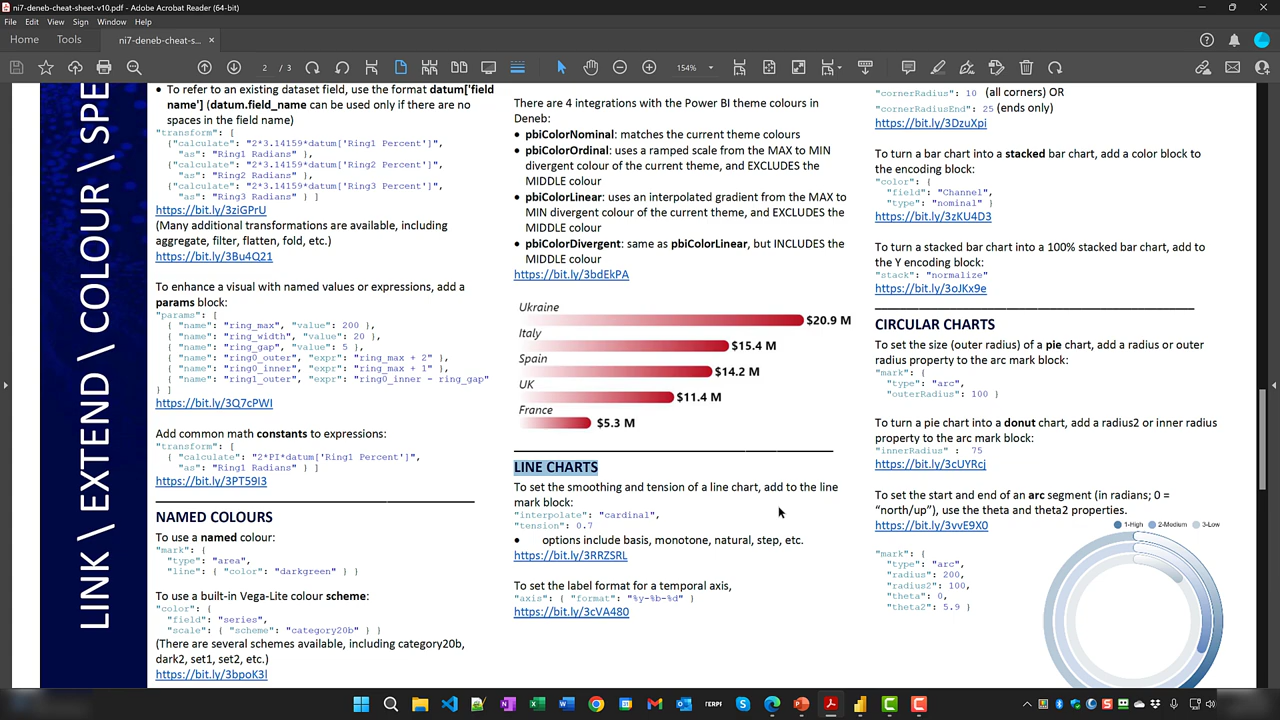 ni7-deneb-cheat-sheet-v10.pdf - Adobe Acrobat Reader (64-bit)
File Edit View Sign Window Help
Home Tools ni7-deneb-cheat-s... ×
2 / 3 154%
LINK \ EXTEND \ COLOUR \ SPE
• To refer to an existing dataset field, use the format datum['field
name'] (datum.field_name can be used only if there are no
spaces in the field name)
"transform": [
{"calculate": "2*3.14159*datum['Ring1 Percent']",
"as": "Ring1 Radians" },
{"calculate": "2*3.14159*datum['Ring2 Percent']",
"as": "Ring2 Radians" },
{"calculate": "2*3.14159*datum['Ring3 Percent']",
"as": "Ring3 Radians" } ]
https://bit.ly/3ziGPrU
(Many additional transformations are available, including
aggregate, filter, flatten, fold, etc.)
https://bit.ly/3Bu4Q21
To enhance a visual with named values or expressions, add a
params block:
"params": [
{ "name": "ring_max", "value": 200 },
{ "name": "ring_width", "value": 20 },
{ "name": "ring_gap", "value": 5 },
{ "name": "ring0_outer", "expr": "ring_max + 2" },
{ "name": "ring0_inner", "expr": "ring_max + 1" },
{ "name": "ring1_outer", "expr": "ring0_inner - ring_gap"
} ]
https://bit.ly/3Q7cPWI
Add common math constants to expressions:
"transform": [
{ "calculate": "2*PI*datum['Ring1 Percent']",
"as": "Ring1 Radians" } ]
https://bit.ly/3PT59I3
NAMED COLOURS
To use a named colour:
"mark": {
"type": "area",
"line": { "color": "darkgreen" } }
To use a built-in Vega-Lite colour scheme:
"color": {
"field": "series",
"scale": { "scheme": "category20b" } }
(There are several schemes available, including category20b,
dark2, set1, set2, etc.)
https://bit.ly/3bpoK3l
There are 4 integrations with the Power BI theme colours in
Deneb:
• pbiColorNominal: matches the current theme colours
• pbiColorOrdinal: uses a ramped scale from the MAX to MIN
divergent colour of the current theme, and EXCLUDES the
MIDDLE colour
• pbiColorLinear: uses an interpolated gradient from the MAX to
MIN divergent colour of the current theme, and EXCLUDES the
MIDDLE colour
• pbiColorDivergent: same as pbiColorLinear, but INCLUDES the
MIDDLE colour
https://bit.ly/3bdEkPA
Ukraine
$20.9 M
Italy
$15.4 M
Spain
$14.2 M
UK
$11.4 M
France
$5.3 M
LINE CHARTS
To set the smoothing and tension of a line chart, add to the line
mark block:
"interpolate": "cardinal",
"tension": 0.7
• options include basis, monotone, natural, step, etc.
https://bit.ly/3RRZSRL
To set the label format for a temporal axis,
"axis": { "format": "%y-%b-%d" }
https://bit.ly/3cVA480
"cornerRadius": 10 (all corners) OR
"cornerRadiusEnd": 25 (ends only)
https://bit.ly/3DzuXpi
To turn a bar chart into a stacked bar chart, add a color block to
the encoding block:
"color": {
"field": "Channel",
"type": "nominal" }
https://bit.ly/3zKU4D3
To turn a stacked bar chart into a 100% stacked bar chart, add to
the Y encoding block:
"stack": "normalize"
https://bit.ly/3oJKx9e
CIRCULAR CHARTS
To set the size (outer radius) of a pie chart, add a radius or outer
radius property to the arc mark block:
"mark": {
"type": "arc",
"outerRadius": 100 }
To turn a pie chart into a donut chart, add a radius2 or inner radius
property to the arc mark block:
"innerRadius" : 75
https://bit.ly/3cUYRcj
To set the start and end of an arc segment (in radians; 0 =
"north/up"), use the theta and theta2 properties.
https://bit.ly/3vvE9X0
1-High 2-Medium 3-Low
"mark": {
"type": "arc",
"radius": 200,
"radius2": 100,
"theta": 0,
"theta2": 5.9 }